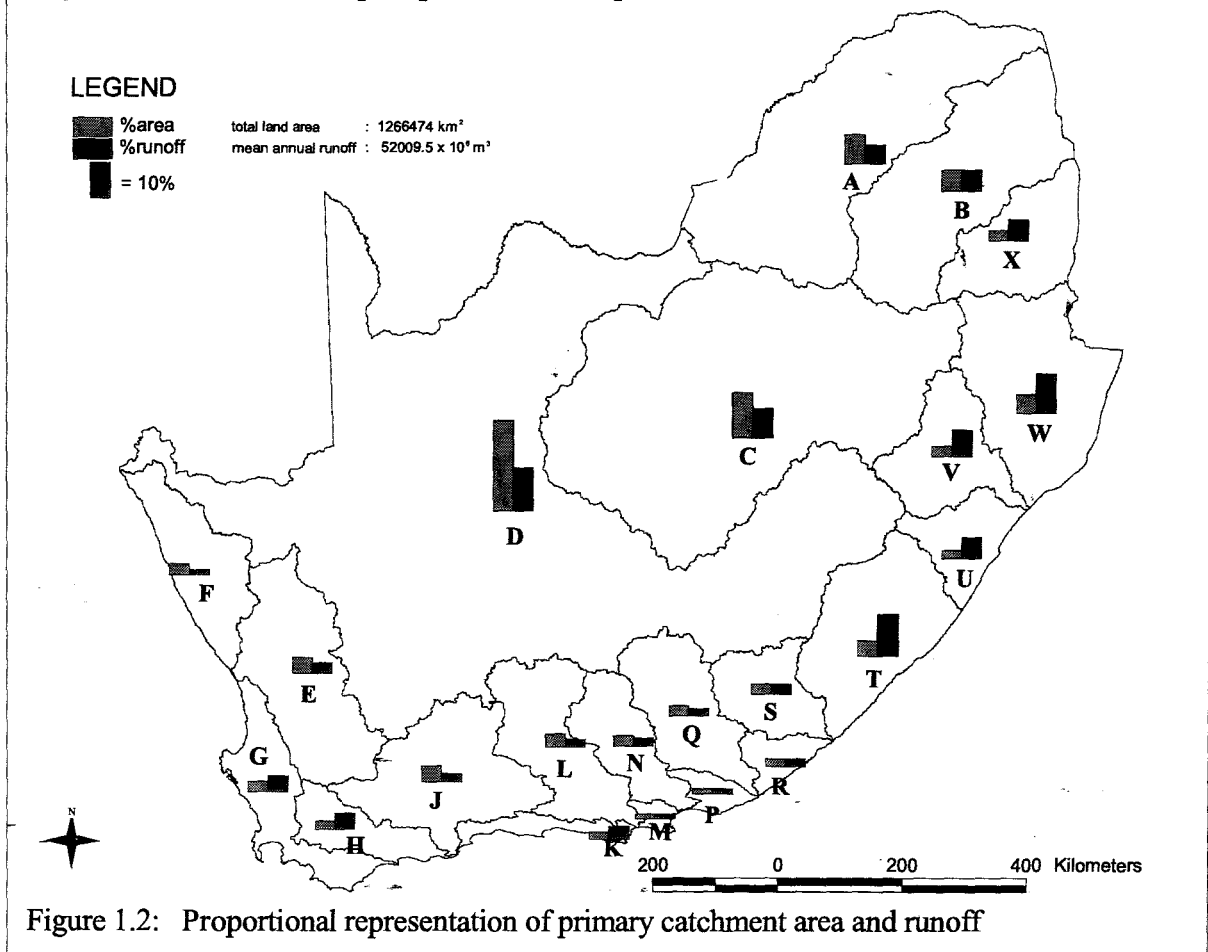 LEGEND
%area
total land area : 1266474 km²
%runoff
mean annual runoff : 52009.5 x 10⁶ m³
= 10%
A
B
X
C
W
V
D
U
F
T
E
S
Q
G
L
N
R
J
P
M
H
K
N
200 0 200 400 Kilometers
Figure 1.2: Proportional representation of primary catchment area and runoff